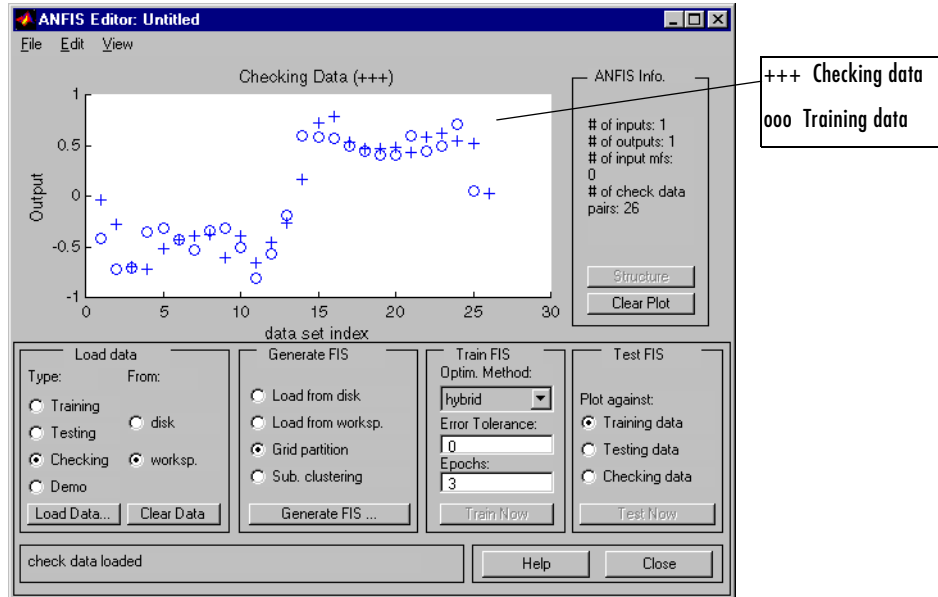 ANFIS Editor: Untitled
File Edit View
Checking Data (+++)
1
0.5
0
-0.5
-1
Output
0 5 10 15 20 25 30
data set index
ANFIS Info.
# of inputs: 1
# of outputs: 1
# of input mfs:
0
# of check data
pairs: 26
Structure
Clear Plot
+++ Checking data
ooo Training data
Load data
Type: From:
Training
Testing
Checking
Demo
disk
worksp.
Load Data... Clear Data
Generate FIS
Load from disk
Load from worksp.
Grid partition
Sub. clustering
Generate FIS ...
Train FIS
Optim. Method:
hybrid
Error Tolerance:
0
Epochs:
3
Train Now
Test FIS
Plot against:
Training data
Testing data
Checking data
Test Now
check data loaded
Help
Close